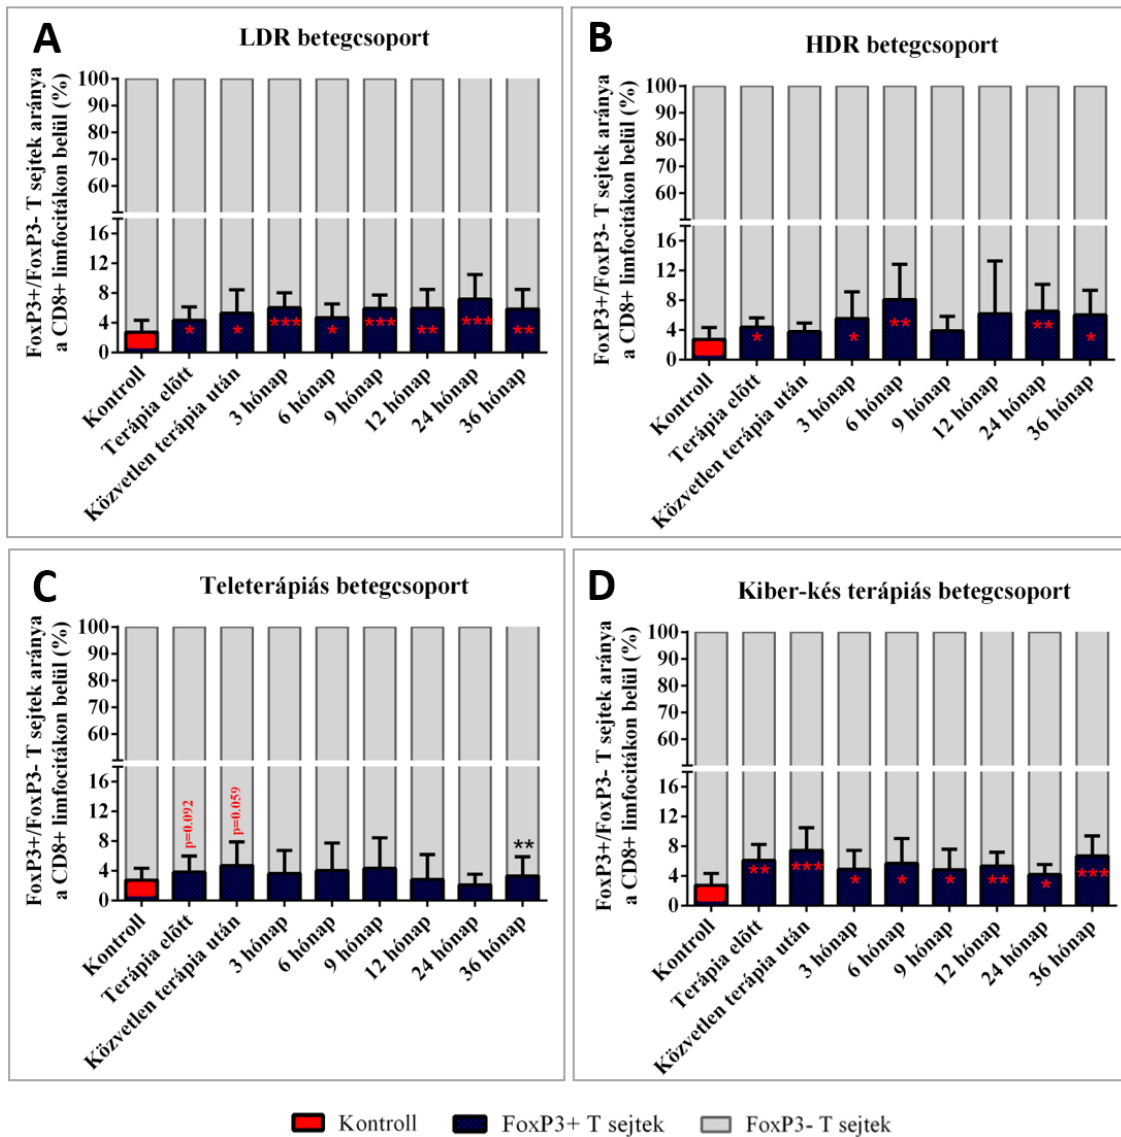 A
LDR betegcsoport
FoxP3+/FoxP3- T sejtek aránya
a CD8+ limfocitákon belül (%)
100
90
80
70
60
16
12
8
4
0
* * *** * *** ** *** **
Kontroll
Terápia előtt
Közvetlen terápia után
3 hónap
6 hónap
9 hónap
12 hónap
24 hónap
36 hónap
B
HDR betegcsoport
FoxP3+/FoxP3- T sejtek aránya
a CD8+ limfocitákon belül (%)
100
90
80
70
60
16
12
8
4
0
* * ** ** *
Kontroll
Terápia előtt
Közvetlen terápia után
3 hónap
6 hónap
9 hónap
12 hónap
24 hónap
36 hónap
C
Teleterápiás betegcsoport
FoxP3+/FoxP3- T sejtek aránya
a CD8+ limfocitákon belül (%)
100
90
80
70
60
16
12
8
4
0
p=0.092
p=0.059
**
Kontroll
Terápia előtt
Közvetlen terápia után
3 hónap
6 hónap
9 hónap
12 hónap
24 hónap
36 hónap
D
Kiber-kés terápiás betegcsoport
FoxP3+/FoxP3- T sejtek aránya
a CD8+ limfocitákon belül (%)
100
90
80
70
60
16
12
8
4
0
** *** * * * ** * ***
Kontroll
Terápia előtt
Közvetlen terápia után
3 hónap
6 hónap
9 hónap
12 hónap
24 hónap
36 hónap
Kontroll
FoxP3+ T sejtek
FoxP3- T sejtek